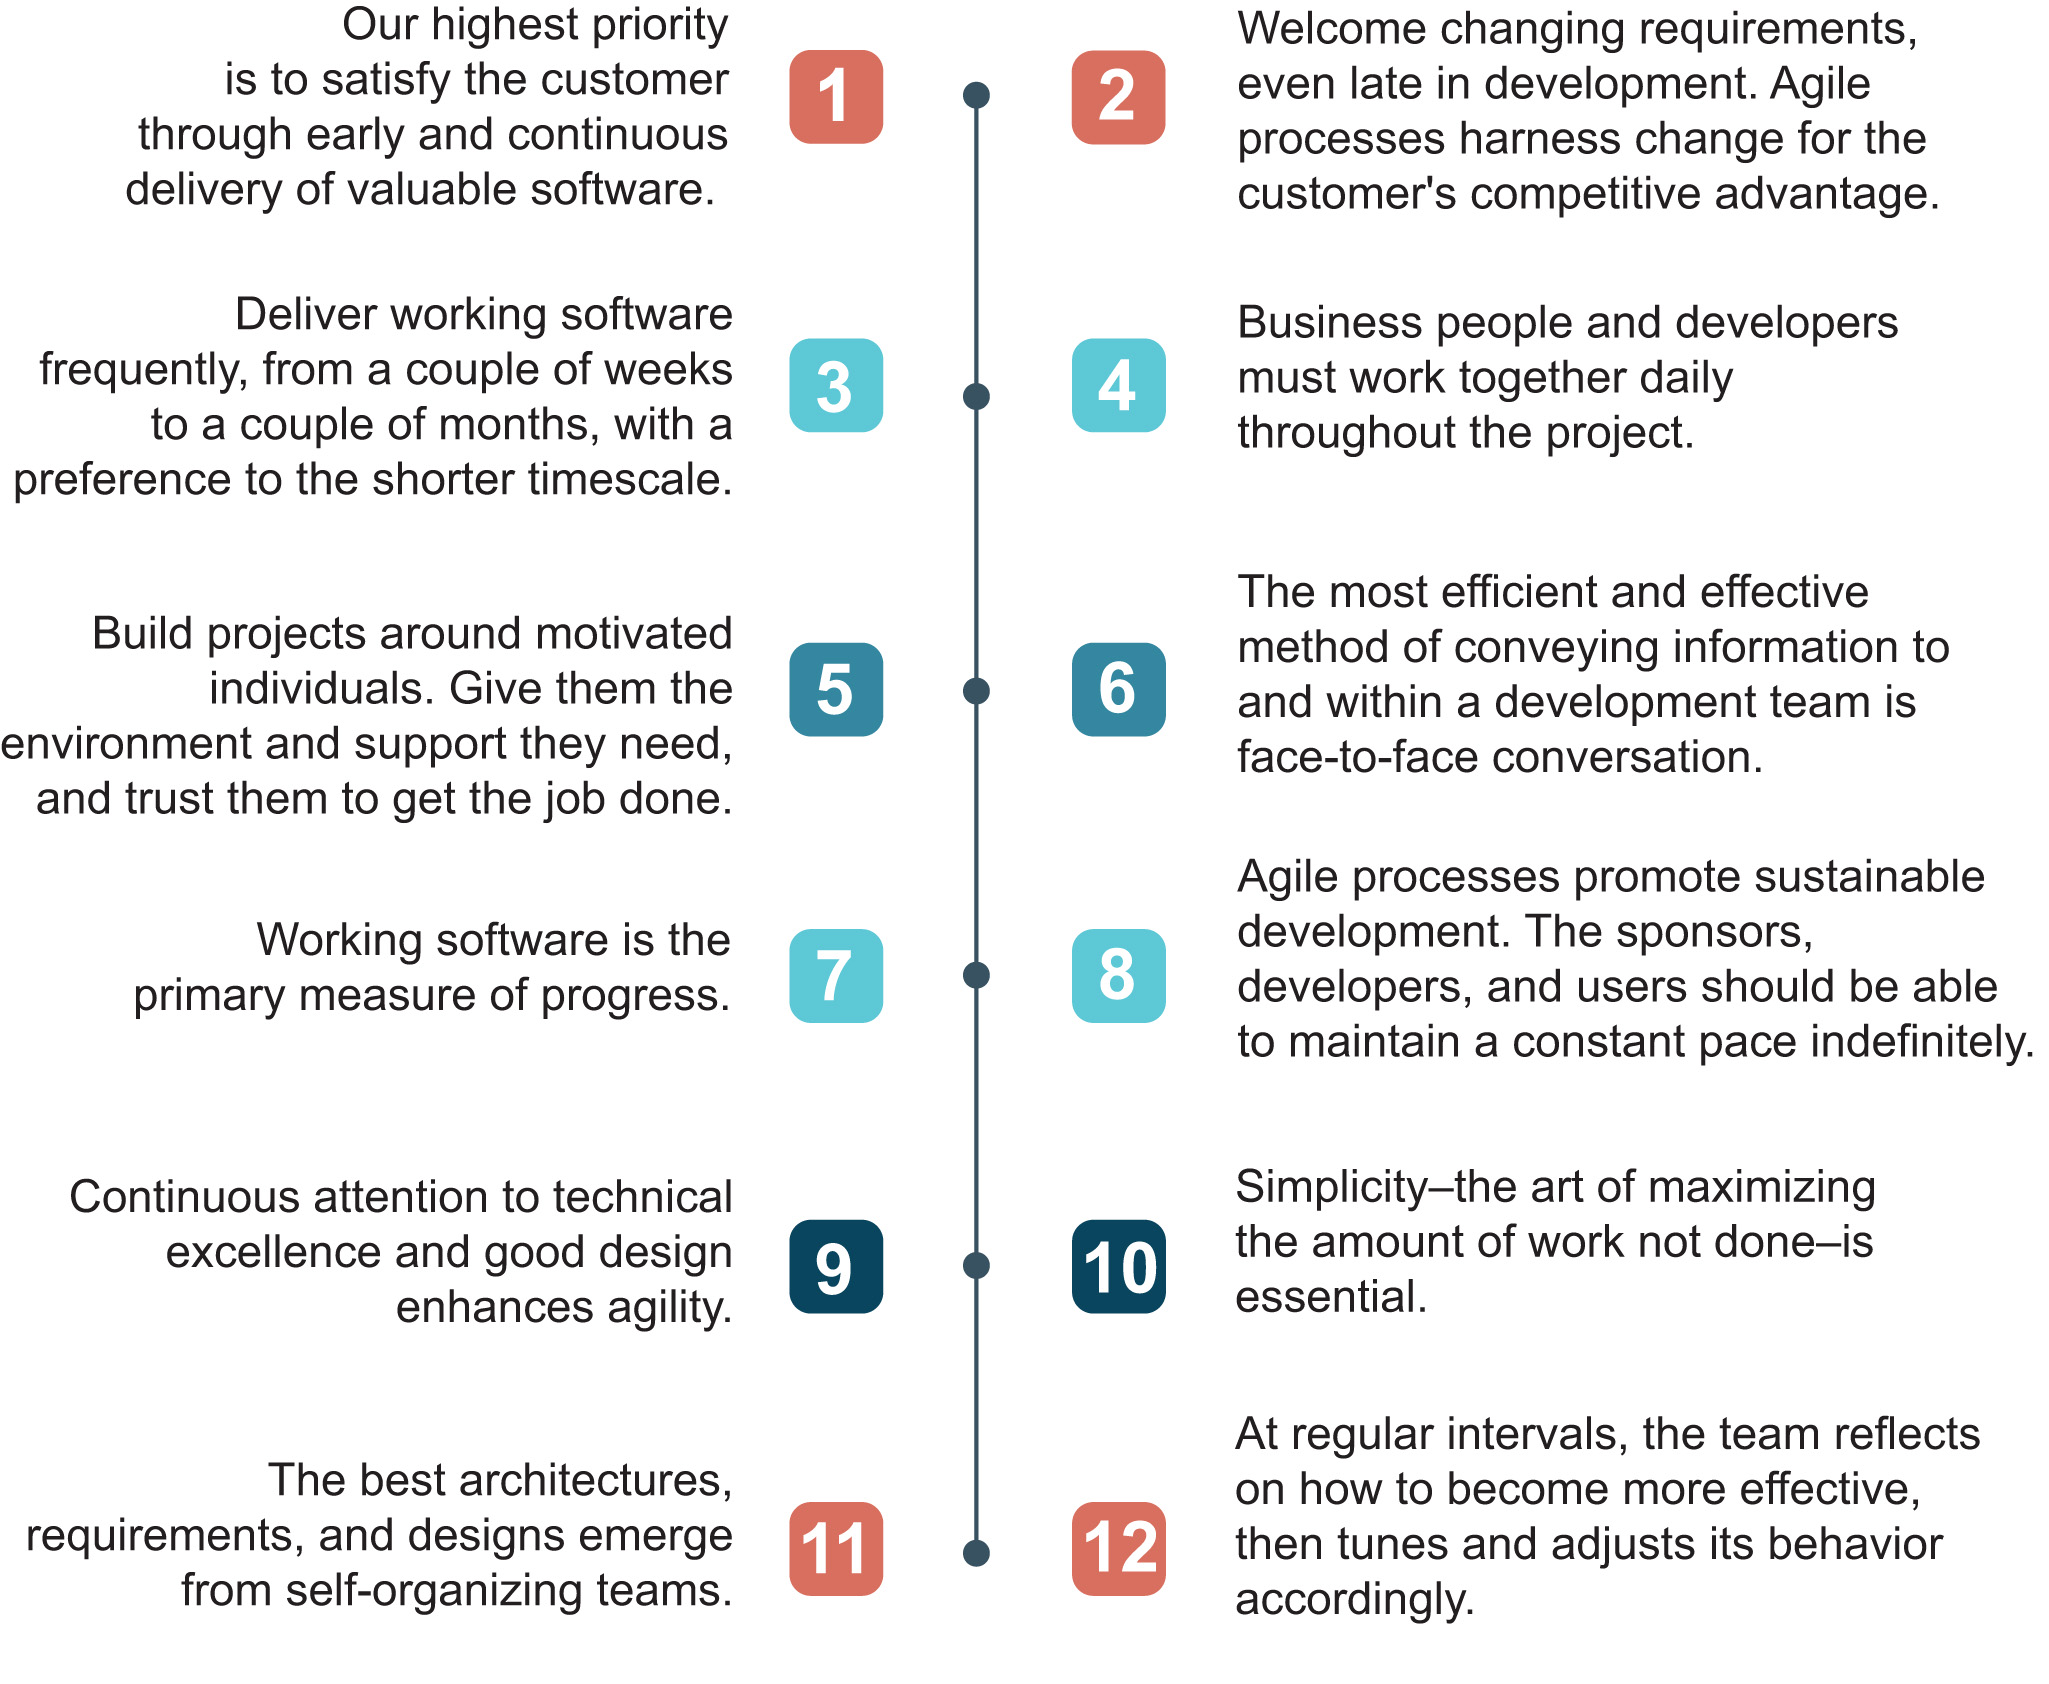 Our highest priority
is to satisfy the customer
through early and continuous
delivery of valuable software.
1
2
Welcome changing requirements,
even late in development. Agile
processes harness change for the
customer's competitive advantage.
Deliver working software
frequently, from a couple of weeks
to a couple of months, with a
preference to the shorter timescale.
3
4
Business people and developers
must work together daily
throughout the project.
Build projects around motivated
individuals. Give them the
environment and support they need,
and trust them to get the job done.
5
6
The most efficient and effective
method of conveying information to
and within a development team is
face-to-face conversation.
Working software is the
primary measure of progress.
7
8
Agile processes promote sustainable
development. The sponsors,
developers, and users should be able
to maintain a constant pace indefinitely.
Continuous attention to technical
excellence and good design
enhances agility.
9
10
Simplicity–the art of maximizing
the amount of work not done–is
essential.
The best architectures,
requirements, and designs emerge
from self-organizing teams.
11
12
At regular intervals, the team reflects
on how to become more effective,
then tunes and adjusts its behavior
accordingly.